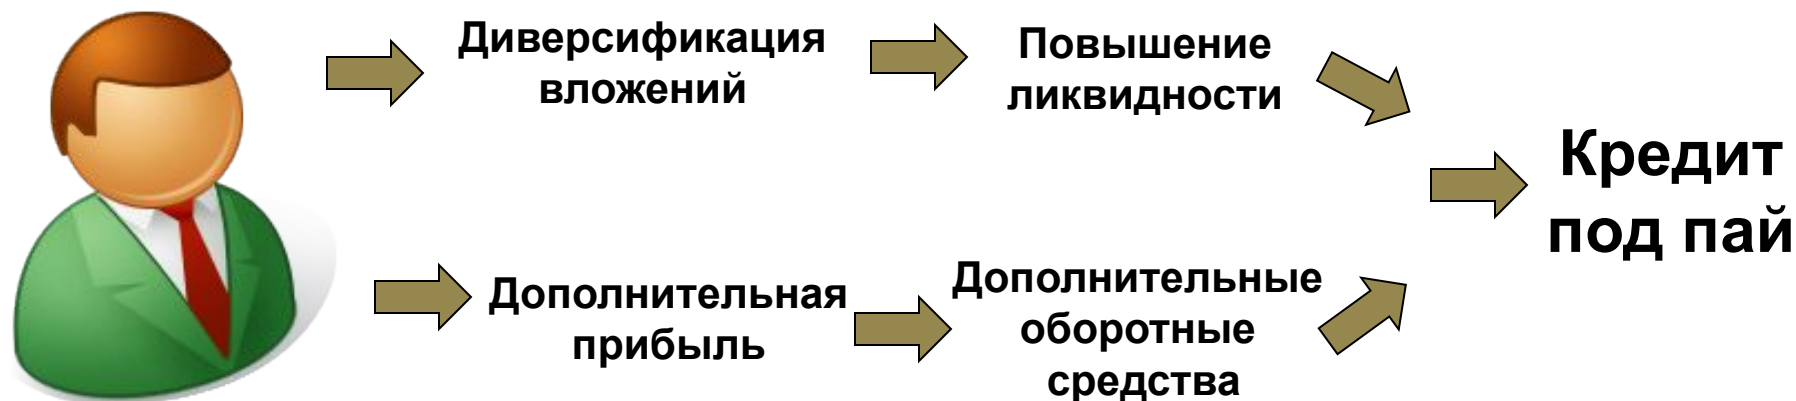 Диверсификация
вложений
Повышение
ликвидности
Кредит
под пай
Дополнительная
прибыль
Дополнительные
оборотные
средства